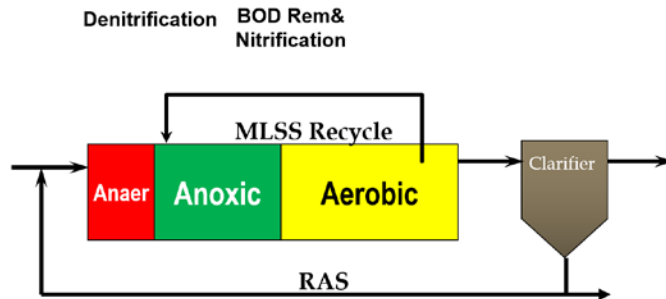 Denitrification
BOD Rem&
Nitrification
MLSS Recycle
Anaer
Anoxic
Aerobic
Clarifier
RAS